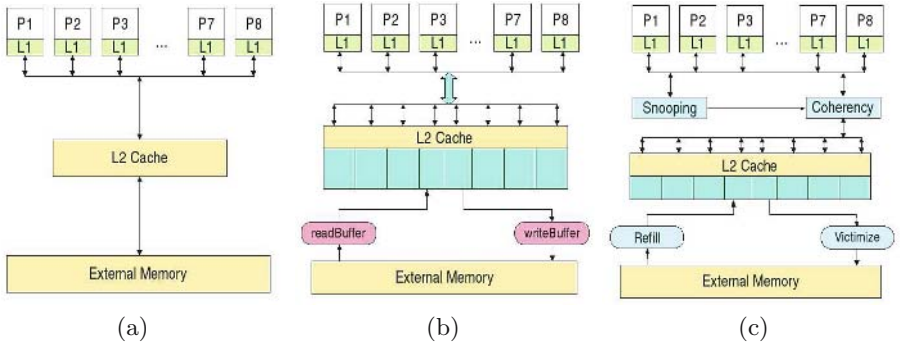 P1 P2 P3 ... P7 P8
L1 L1 L1 L1 L1
L2 Cache
External Memory
(a)
P1 P2 P3 ... P7 P8
L1 L1 L1 L1 L1
L2 Cache
readBuffer writeBuffer
External Memory
(b)
P1 P2 P3 ... P7 P8
L1 L1 L1 L1 L1
Snooping Coherency
L2 Cache
Refill Victimize
External Memory
(c)